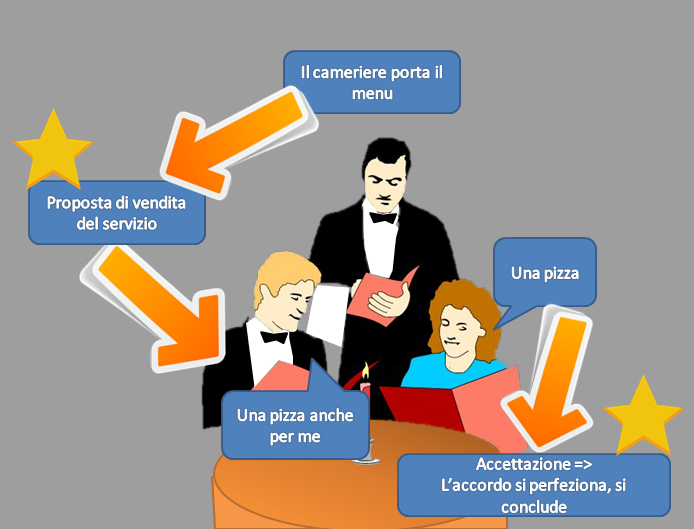 Il cameriere porta il
menu
Proposta di vendita
del servizio
Una pizza
Una pizza anche
per me
Accettazione =>
L'accordo si perfeziona, si
conclude